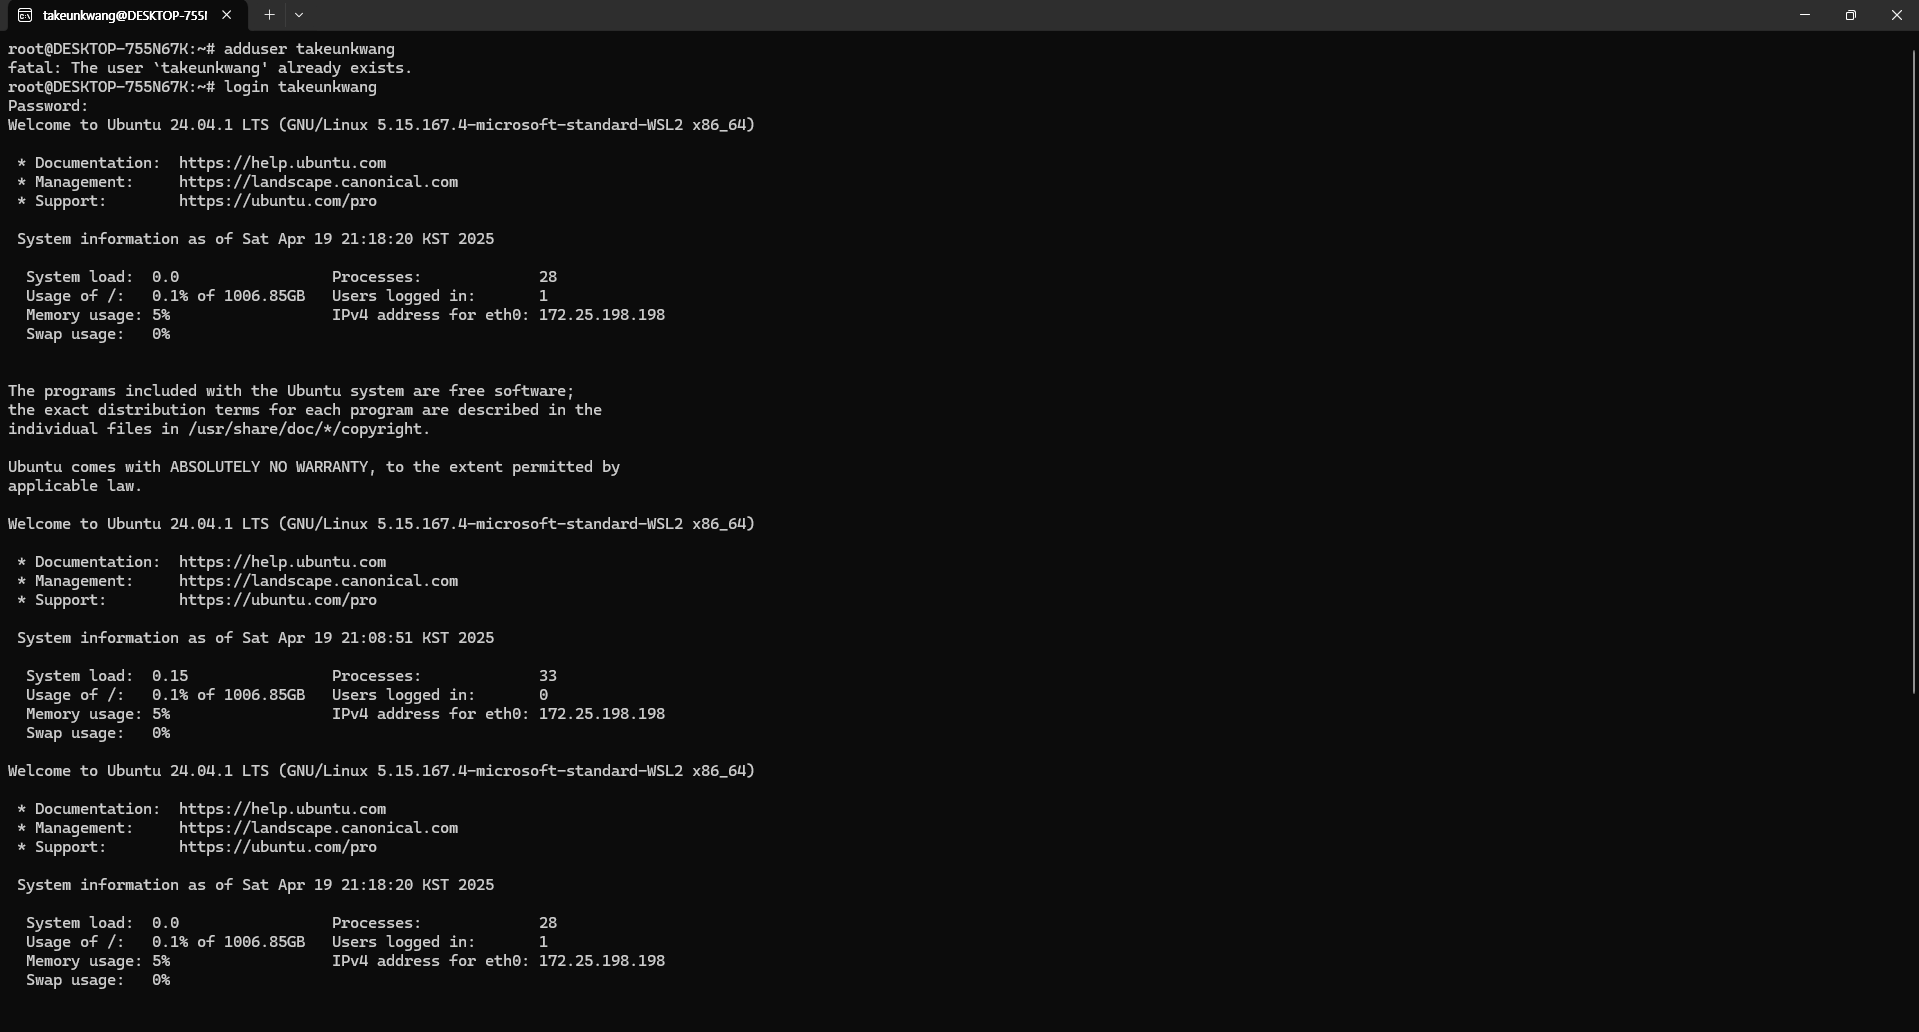 takeunkwang@DESKTOP-755I
root@DESKTOP-755N67K:~# adduser takeunkwang
fatal: The user `takeunkwang' already exists.
root@DESKTOP-755N67K:~# login takeunkwang
Password:
Welcome to Ubuntu 24.04.1 LTS (GNU/Linux 5.15.167.4-microsoft-standard-WSL2 x86_64)
* Documentation:  https://help.ubuntu.com
* Management:     https://landscape.canonical.com
* Support:        https://ubuntu.com/pro
System information as of Sat Apr 19 21:18:20 KST 2025
System load:  0.0                 Processes:             28
Usage of /:   0.1% of 1006.85GB   Users logged in:       1
Memory usage: 5%                  IPv4 address for eth0: 172.25.198.198
Swap usage:   0%
The programs included with the Ubuntu system are free software;
the exact distribution terms for each program are described in the
individual files in /usr/share/doc/*/copyright.
Ubuntu comes with ABSOLUTELY NO WARRANTY, to the extent permitted by
applicable law.
Welcome to Ubuntu 24.04.1 LTS (GNU/Linux 5.15.167.4-microsoft-standard-WSL2 x86_64)
* Documentation:  https://help.ubuntu.com
* Management:     https://landscape.canonical.com
* Support:        https://ubuntu.com/pro
System information as of Sat Apr 19 21:08:51 KST 2025
System load:  0.15                Processes:             33
Usage of /:   0.1% of 1006.85GB   Users logged in:       0
Memory usage: 5%                  IPv4 address for eth0: 172.25.198.198
Swap usage:   0%
Welcome to Ubuntu 24.04.1 LTS (GNU/Linux 5.15.167.4-microsoft-standard-WSL2 x86_64)
* Documentation:  https://help.ubuntu.com
* Management:     https://landscape.canonical.com
* Support:        https://ubuntu.com/pro
System information as of Sat Apr 19 21:18:20 KST 2025
System load:  0.0                 Processes:             28
Usage of /:   0.1% of 1006.85GB   Users logged in:       1
Memory usage: 5%                  IPv4 address for eth0: 172.25.198.198
Swap usage:   0%